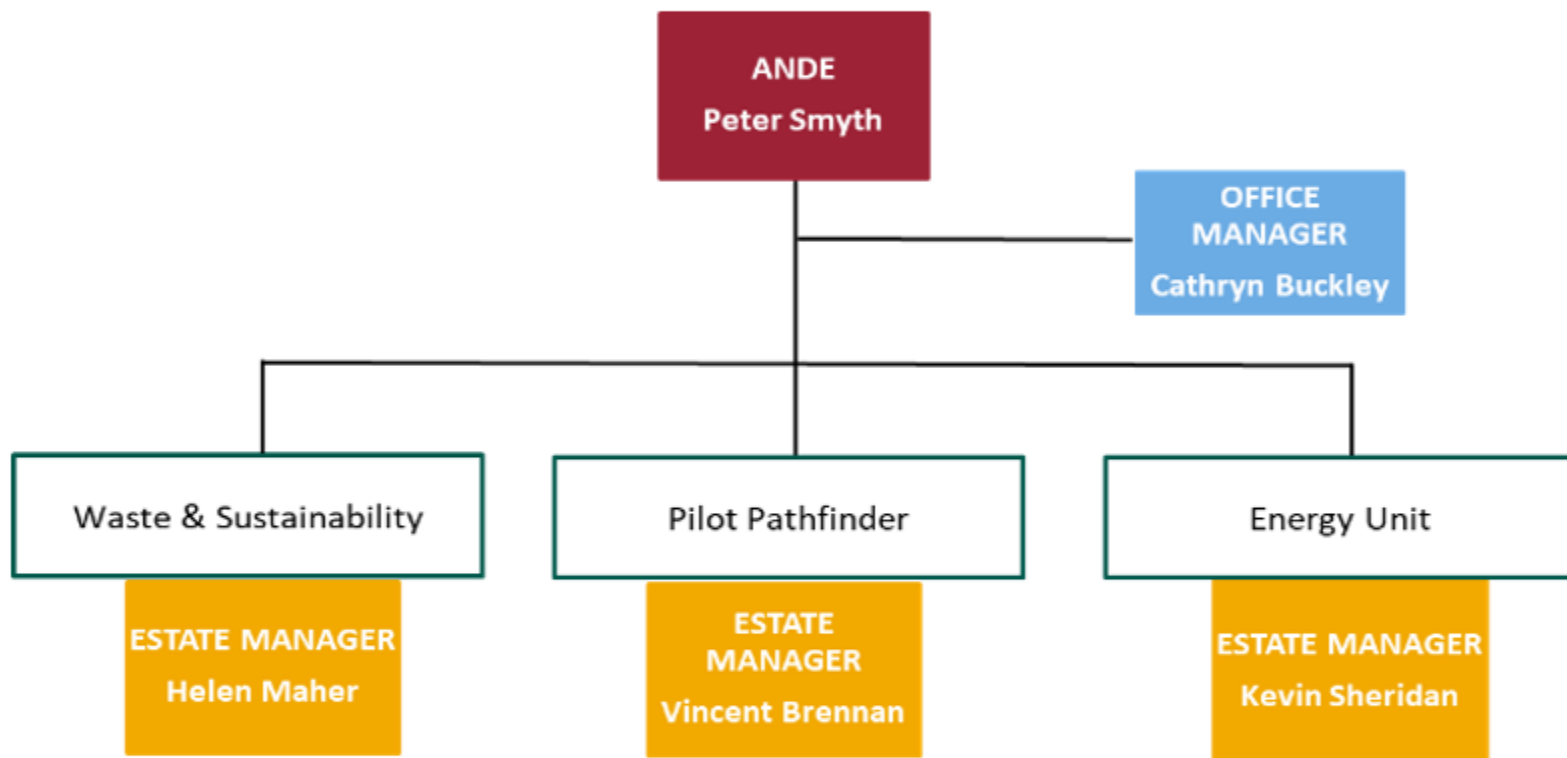 ANDE
Peter Smyth
OFFICE
MANAGER
Cathryn Buckley
Waste & Sustainability
Pilot Pathfinder
Energy Unit
ESTATE MANAGER
Helen Maher
ESTATE
MANAGER
Vincent Brennan
ESTATE MANAGER
Kevin Sheridan